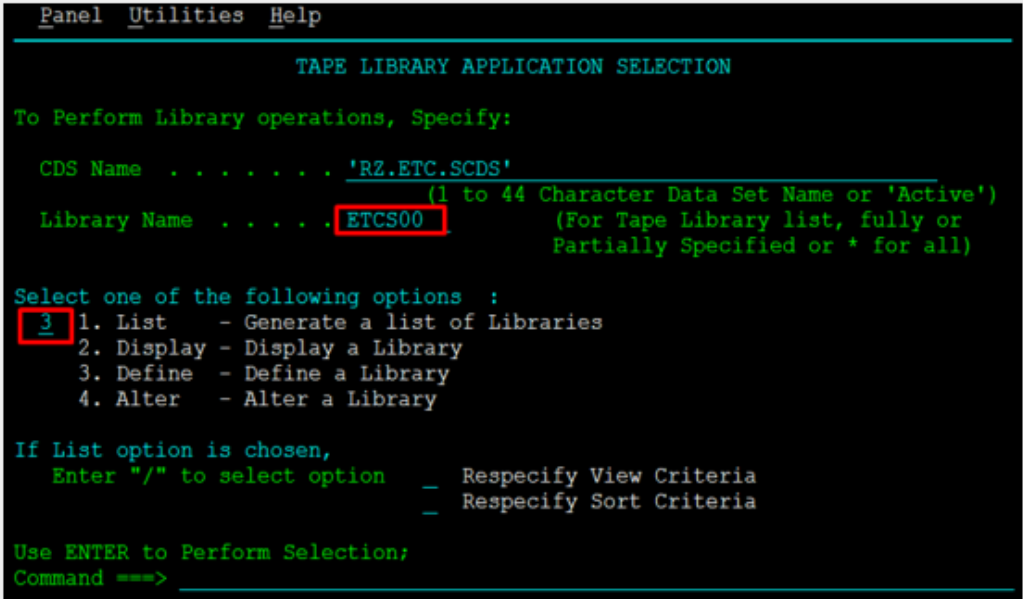 Panel Utilities Help
TAPE LIBRARY APPLICATION SELECTION
To Perform Library operations, Specify:
CDS Name . . . . . . . 'RZ.ETC.SCDS'
(1 to 44 Character Data Set Name or 'Active')
Library Name . . . . . ETCS00 (For Tape Library list, fully or
Partially Specified or * for all)
Select one of the following options :
3 1. List - Generate a list of Libraries
2. Display - Display a Library
3. Define - Define a Library
4. Alter - Alter a Library
If List option is chosen,
Enter "/" to select option _ Respecify View Criteria
_ Respecify Sort Criteria
Use ENTER to Perform Selection;
Command ===>